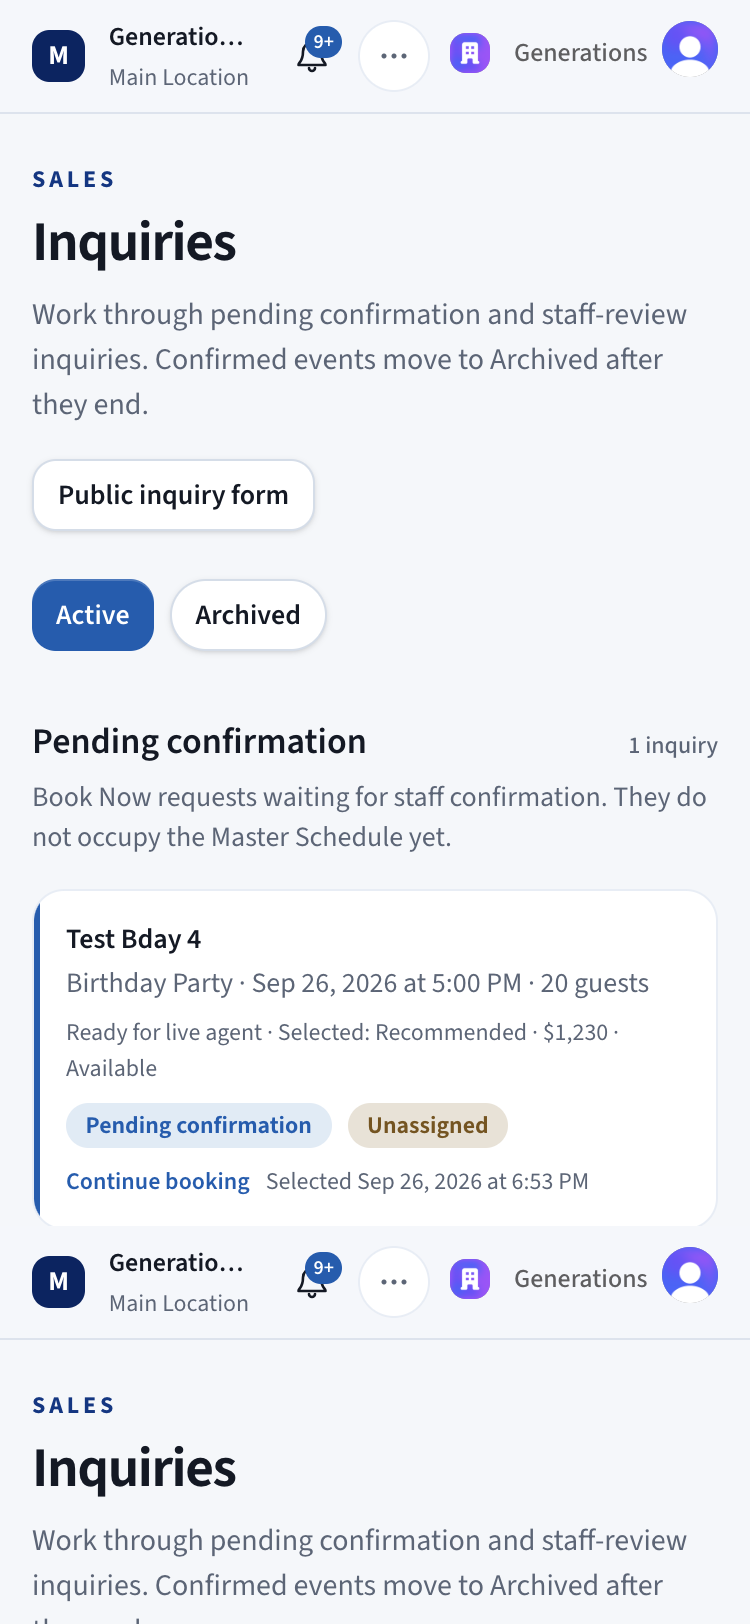 M
Generatio...
Main Location
9+
Generations
SALES
Inquiries
Work through pending confirmation and staff-review
inquiries. Confirmed events move to Archived after
they end.
Public inquiry form
Active
Archived
Pending confirmation
1 inquiry
Book Now requests waiting for staff confirmation. They do
not occupy the Master Schedule yet.
Test Bday 4
Birthday Party · Sep 26, 2026 at 5:00 PM · 20 guests
Ready for live agent · Selected: Recommended · $1,230 ·
Available
Pending confirmation
Unassigned
Continue booking Selected Sep 26, 2026 at 6:53 PM
M
Generatio...
Main Location
9+
Generations
SALES
Inquiries
Work through pending confirmation and staff-review
inquiries. Confirmed events move to Archived after